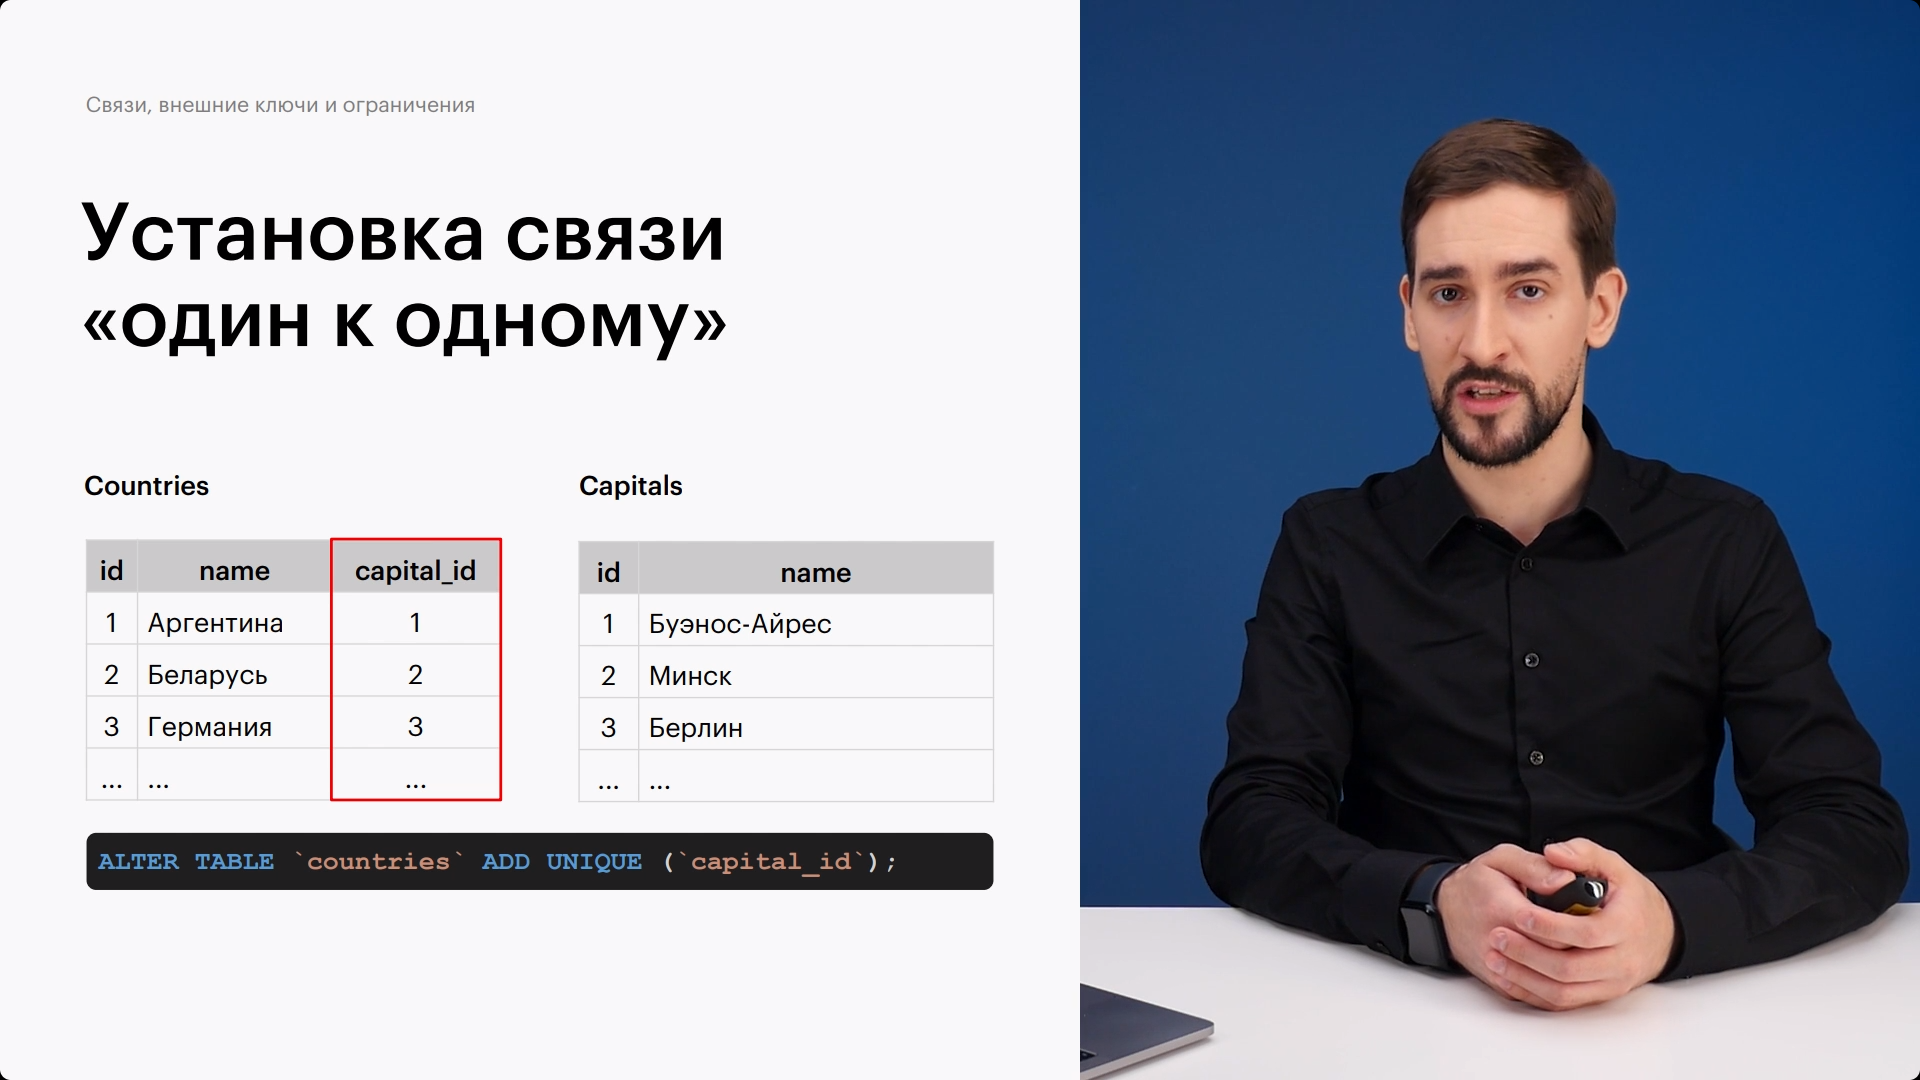 Связи, внешние ключи и ограничения
Установка связи
«один к одному»
Countries
id name capital_id
1 Аргентина 1
2 Беларусь 2
3 Германия 3
... ... ...
Capitals
id name
1 Буэнос-Айрес
2 Минск
3 Берлин
... ...
ALTER TABLE `countries` ADD UNIQUE (`capital_id`);